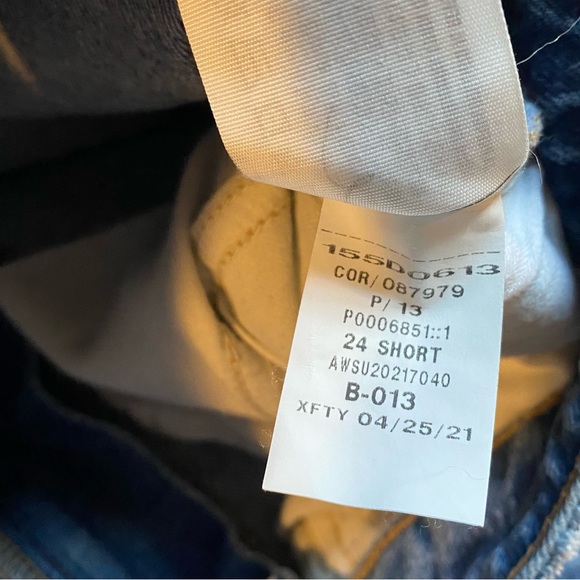 155D0613
COR/087979
P/ 13
P0006851::1
24 SHORT
AWSU20217040
B-013
XFTY 04/25/21